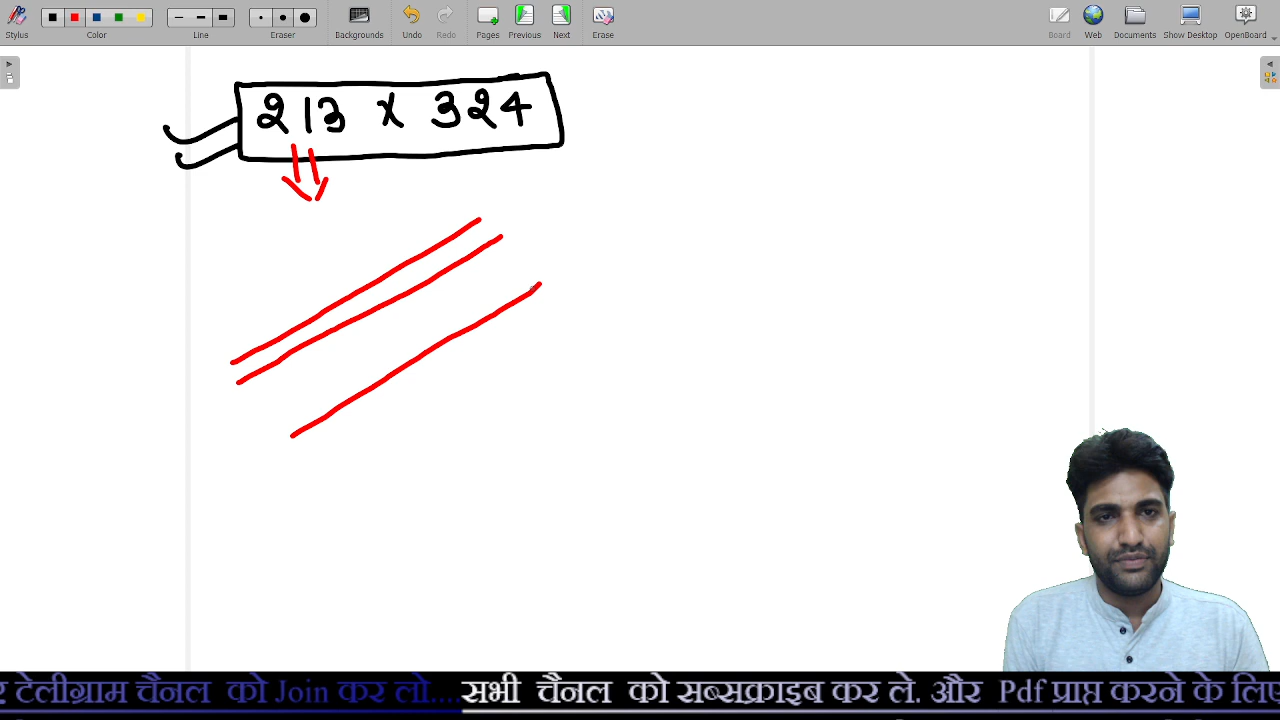 Stylus Color Line Eraser Backgrounds Undo Redo Pages Previous Next Erase Board Web Documents Show Desktop OpenBoard
213 x 324
र टेलीग्राम चैनल को Join कर लो.... सभी चैनल को सब्सक्राइब कर ले. और Pdf प्राप्त करने के लिए